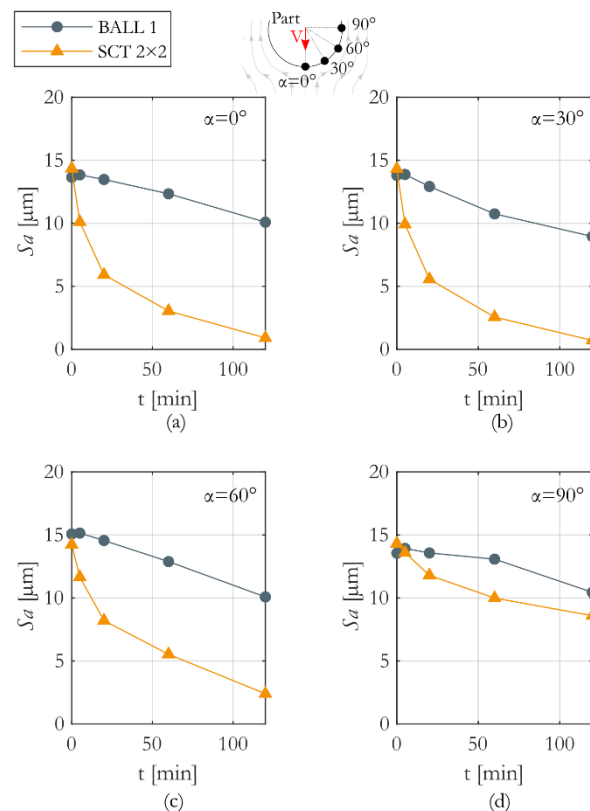 BALL 1
SCT 2×2
Part
V
90°
60°
30°
α=0°
α=0°
20
15
10
5
0
Sa [µm]
0 50 100
t [min]
(a)
α=30°
20
15
10
5
0
Sa [µm]
0 50 100
t [min]
(b)
α=60°
20
15
10
5
0
Sa [µm]
0 50 100
t [min]
(c)
α=90°
20
15
10
5
0
Sa [µm]
0 50 100
t [min]
(d)